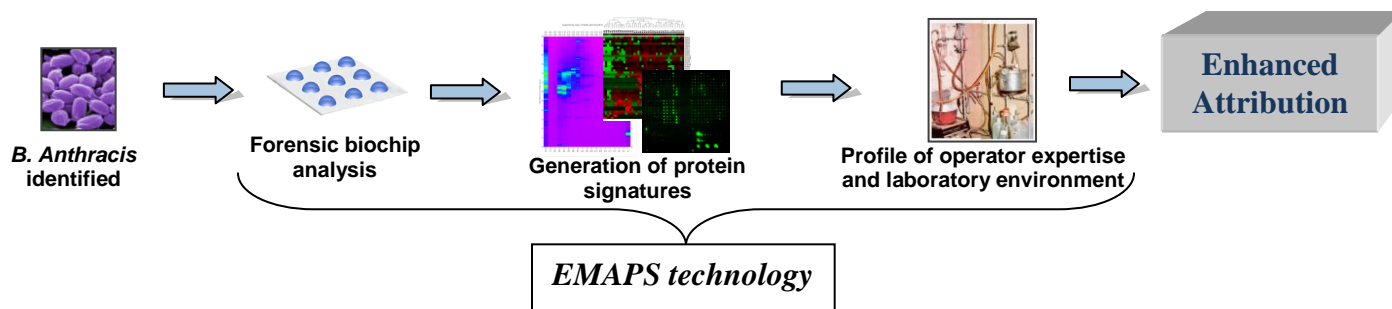 B. Anthracis
identified
Forensic biochip
analysis
Generation of protein
signatures
Profile of operator expertise
and laboratory environment
Enhanced
Attribution
EMAPS technology